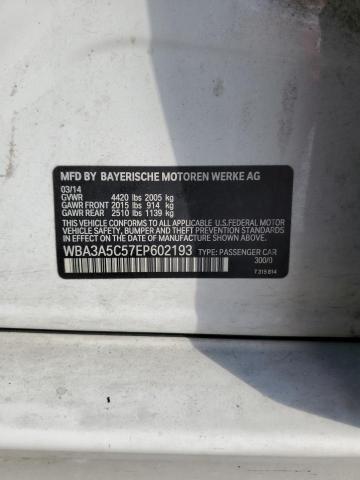 MFD BY BAYERISCHE MOTOREN WERKE AG
03/14
GVWR 4420 lbs 2005 kg
GAWR FRONT 2015 lbs 914 kg
GAWR REAR 2510 lbs 1139 kg
THIS VEHICLE CONFORMS TO ALL APPLICABLE U.S.FEDERAL MOTOR
VEHICLE SAFETY, BUMPER AND THEFT PREVENTION STANDARDS
IN EFFECT ON THE DATE OF MANUFACTURE SHOWN ABOVE.
WBA3A5C57EP602193 TYPE: PASSENGER CAR
300/0
7 315 814